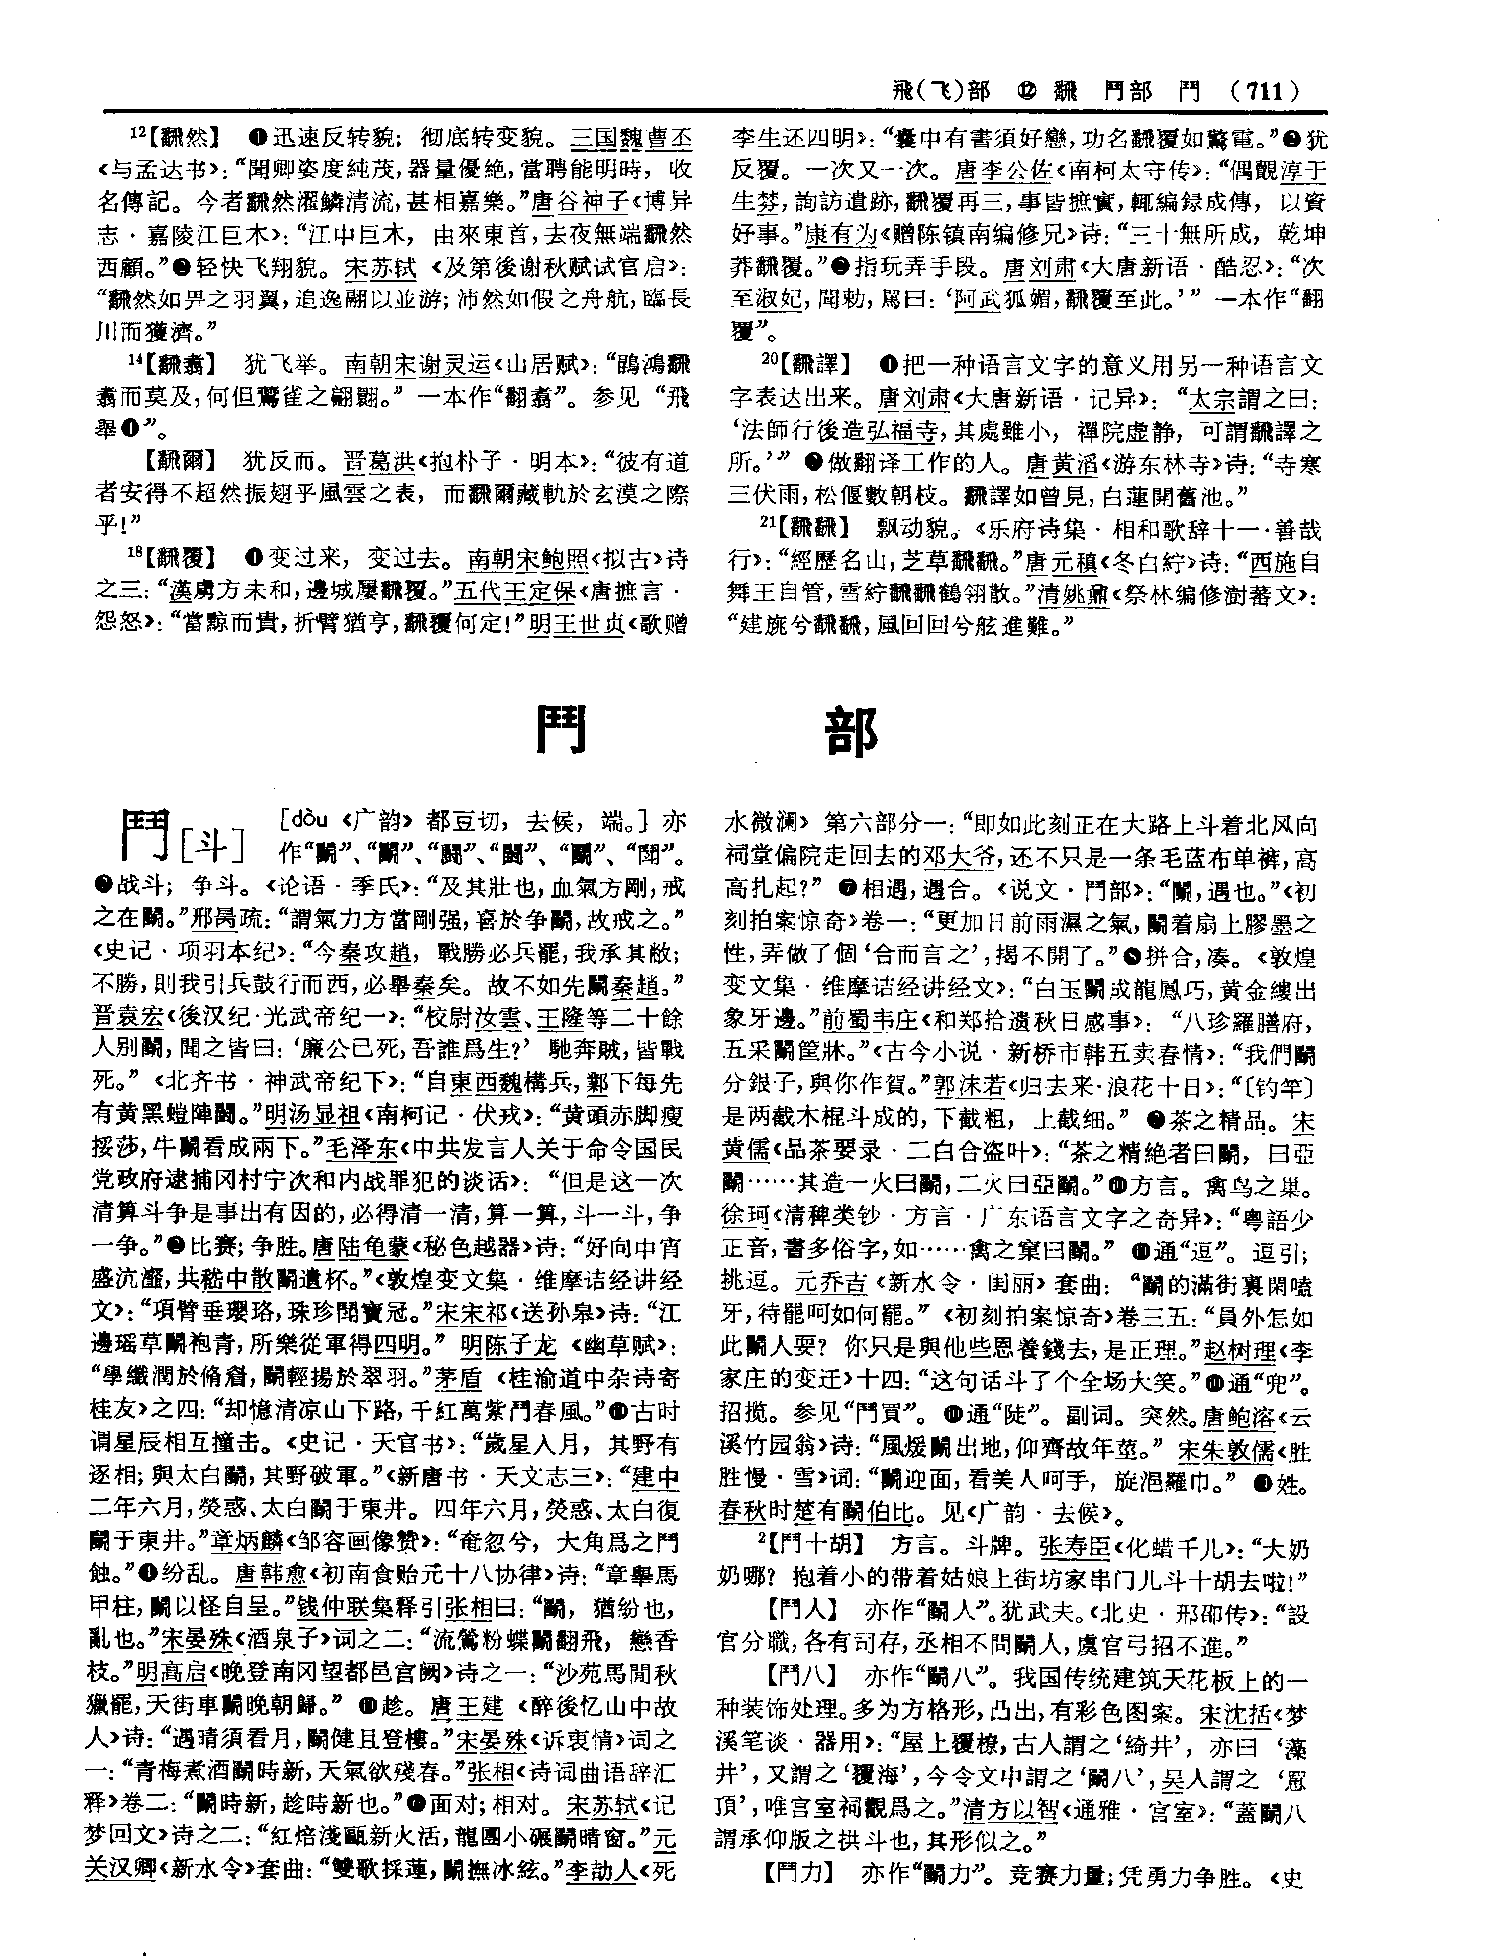 飛(飞)部 ⑫ 飜 鬥部 鬥 (711)
12【飜然】 ❶迅速反转貌；彻底转变貌。三国魏曹丕
《与孟达书》：“聞卿姿度純茂，器量優絶，當聘能明時，收
名傳記。今者飜然濯鱗清流，甚相嘉樂。”唐谷神子《博异
志·嘉陵江巨木》：“江中巨木，由來東首，去夜無端飜然
西顧。”❷轻快飞翔貌。宋苏轼《及第後谢秋赋试官启》：
“飜然如畀之羽翼，追逸翮以並游；沛然如假之舟航，臨長
川而獲濟。”
14【飜翥】 犹飞举。南朝宋谢灵运《山居赋》：“鵾鴻飜
翥而莫及，何但鷰雀之翩翾。”一本作“翻翥”。参见“飛
舉❶”。
【飜爾】 犹反而。晋葛洪《抱朴子·明本》：“彼有道
者安得不超然振翅乎風雲之表，而飜爾藏軌於玄漠之際
乎！”
18【飜覆】 ❶变过来，变过去。南朝宋鲍照《拟古》诗
之三：“漢虜方未和，邊城屢飜覆。”五代王定保《唐摭言·
怨怒》：“當黥而貴，折臂猶亨，飜覆何定！”明王世贞《歌赠
李生还四明》：“囊中有書須好戀，功名飜覆如驚電。”❷犹
反覆。一次又一次。唐李公佐《南柯太守传》：“偶覩淳于
生棼，詢訪遺跡，飜覆再三，事皆摭實，輒編録成傳，以資
好事。”康有为《赠陈镇南编修兄》诗：“三十無所成，乾坤
莽飜覆。”❸指玩弄手段。唐刘肃《大唐新语·酷忍》：“次
至淑妃，聞勅，駡曰：‘阿武狐媚，飜覆至此。’”一本作“翻
覆”。
20【飜譯】 ❶把一种语言文字的意义用另一种语言文
字表达出来。唐刘肃《大唐新语·记异》：“太宗謂之曰：
‘法師行後造弘福寺，其處雖小，禪院虚静，可謂飜譯之
所。’”❷做翻译工作的人。唐黄滔《游东林寺》诗：“寺寒
三伏雨，松偃數朝枝。飜譯如曾見，白蓮開舊池。”
21【飜飜】 飘动貌。《乐府诗集·相和歌辞十一·善哉
行》：“經歷名山，芝草飜飜。”唐元稹《冬白紵》诗：“西施自
舞王自管，雪紵飜飜鶴翎散。”清姚鼐《祭林编修澍蕃文》：
“建旐兮飜飜，風回回兮舷進難。”
鬥 部
鬥[斗] [dòu 《广韵》都豆切，去候，端。]亦
作“鬭”、“鬪”、“鬬”、“鬦”、“闘”、“閗”。
❶战斗；争斗。《论语·季氏》：“及其壯也，血氣方剛，戒
之在鬭。”邢昺疏：“謂氣力方當剛强，喜於争鬭，故戒之。”
《史记·项羽本纪》：“今秦攻趙，戰勝必兵罷，我承其敝；
不勝，則我引兵鼓行而西，必舉秦矣。故不如先鬭秦趙。”
晋袁宏《後汉纪·光武帝纪一》：“校尉汝雲、王隆等二十餘
人别鬭，聞之皆曰：‘廉公已死，吾誰爲生？’馳奔賊，皆戰
死。”《北齐书·神武帝纪下》：“自東西魏構兵，鄴下每先
有黄黑螘陣鬭。”明汤显祖《南柯记·伏戎》：“黄頭赤脚瘦
挼莎，牛鬭看成兩下。”毛泽东《中共发言人关于命令国民
党政府逮捕冈村宁次和内战罪犯的谈话》：“但是这一次
清算斗争是事出有因的，必得清一清，算一算，斗一斗，争
一争。”❷比赛；争胜。唐陆龟蒙《秘色越器》诗：“好向中宵
盛沆瀣，共嵇中散鬭遺杯。”《敦煌变文集·维摩诘经讲经
文》：“項臂垂瓔珞，珠珍鬪寶冠。”宋宋祁《送孙皋》诗：“江
邊瑶草鬭袍青，所樂從軍得四明。”明陈子龙《幽草赋》：
“學纖潤於脩眉，鬭輕揚於翠羽。”茅盾《桂渝道中杂诗寄
桂友》之四：“却憶清凉山下路，千紅萬紫鬥春風。”❸古时
谓星辰相互撞击。《史记·天官书》：“歲星入月，其野有
逐相；與太白鬭，其野破軍。”《新唐书·天文志三》：“建中
二年六月，熒惑、太白鬭于東井。四年六月，熒惑、太白復
鬭于東井。”章炳麟《邹容画像赞》：“奄忽兮，大角爲之鬥
蝕。”❹纷乱。唐韩愈《初南食贻元十八协律》诗：“章舉馬
甲柱，鬭以怪自呈。”钱仲联集释引张相曰：“鬭，猶紛也，
亂也。”宋晏殊《酒泉子》词之二：“流鶯粉蝶鬭翻飛，戀香
枝。”明高启《晚登南冈望都邑宫阙》诗之一：“沙苑馬閒秋
獵罷，天街車鬭晚朝歸。”❺趁。唐王建《醉後忆山中故
人》诗：“遇晴須看月，鬭健且登樓。”宋晏殊《诉衷情》词之
一：“青梅煮酒鬭時新，天氣欲殘春。”张相《诗词曲语辞汇
释》卷二：“鬭時新，趁時新也。”❻面对；相对。宋苏轼《记
梦回文》诗之二：“紅焙淺甌新火活，龍團小碾鬭晴窗。”元
关汉卿《新水令》套曲：“雙歌採蓮，鬭撫冰絃。”李劼人《死
水微澜》第六部分一：“即如此刻正在大路上斗着北风向
祠堂偏院走回去的邓大爷，还不只是一条毛蓝布单裤，高
高扎起？”❼相遇，遇合。《说文·鬥部》：“鬭，遇也。”《初
刻拍案惊奇》卷一：“更加日前雨濕之氣，鬭着扇上膠墨之
性，弄做了個‘合而言之’，揭不開了。”❽拼合，凑。《敦煌
变文集·维摩诘经讲经文》：“白玉鬭成龍鳳巧，黄金縷出
象牙邊。”前蜀韦庄《和郑拾遗秋日感事》：“八珍羅膳府，
五采鬭筐牀。”《古今小说·新桥市韩五卖春情》：“我們鬭
分銀子，與你作賀。”郭沫若《归去来·浪花十日》：“〔钓竿〕
是两截木棍斗成的，下截粗，上截细。”❾茶之精品。宋
黄儒《品茶要录·二白合盗叶》：“茶之精絶者曰鬭，曰亞
鬭……其造一火曰鬭，二火曰亞鬭。”❿方言。禽鸟之巢。
徐珂《清稗类钞·方言·广东语言文字之奇异》：“粤語少
正音，書多俗字，如……禽之窠曰鬭。”⓫通“逗”。逗引；
挑逗。元乔吉《新水令·闺丽》套曲：“鬭的滿街裏閑嗑
牙，待罷呵如何罷。”《初刻拍案惊奇》卷三五：“員外怎如
此鬭人耍？你只是與他些恩養錢去，是正理。”赵树理《李
家庄的变迁》十四：“这句话斗了个全场大笑。”⓬通“兜”。
招揽。参见“鬥買”。⓭通“陡”。副词。突然。唐鲍溶《云
溪竹园翁》诗：“風煖鬭出地，仰齊故年莖。”宋朱敦儒《胜
胜慢·雪》词：“鬭迎面，看美人呵手，旋浥羅巾。”⓮姓。
春秋时楚有鬭伯比。见《广韵·去候》。
2【鬥十胡】 方言。斗牌。张寿臣《化蜡千儿》：“大奶
奶哪？抱着小的带着姑娘上街坊家串门儿斗十胡去啦！”
【鬥人】 亦作“鬭人”。犹武夫。《北史·邢邵传》：“設
官分職，各有司存，丞相不問鬭人，虞官弓招不進。”
【鬥八】 亦作“鬭八”。我国传统建筑天花板上的一
种装饰处理。多为方格形，凸出，有彩色图案。宋沈括《梦
溪笔谈·器用》：“屋上覆橑，古人謂之‘綺井’，亦曰‘藻
井’，又謂之‘覆海’，今令文中謂之‘鬭八’，吴人謂之‘罳
頂’，唯宫室祠觀爲之。”清方以智《通雅·宫室》：“蓋鬭八
謂承仰版之拱斗也，其形似之。”
【鬥力】 亦作“鬭力”。竞赛力量；凭勇力争胜。《史